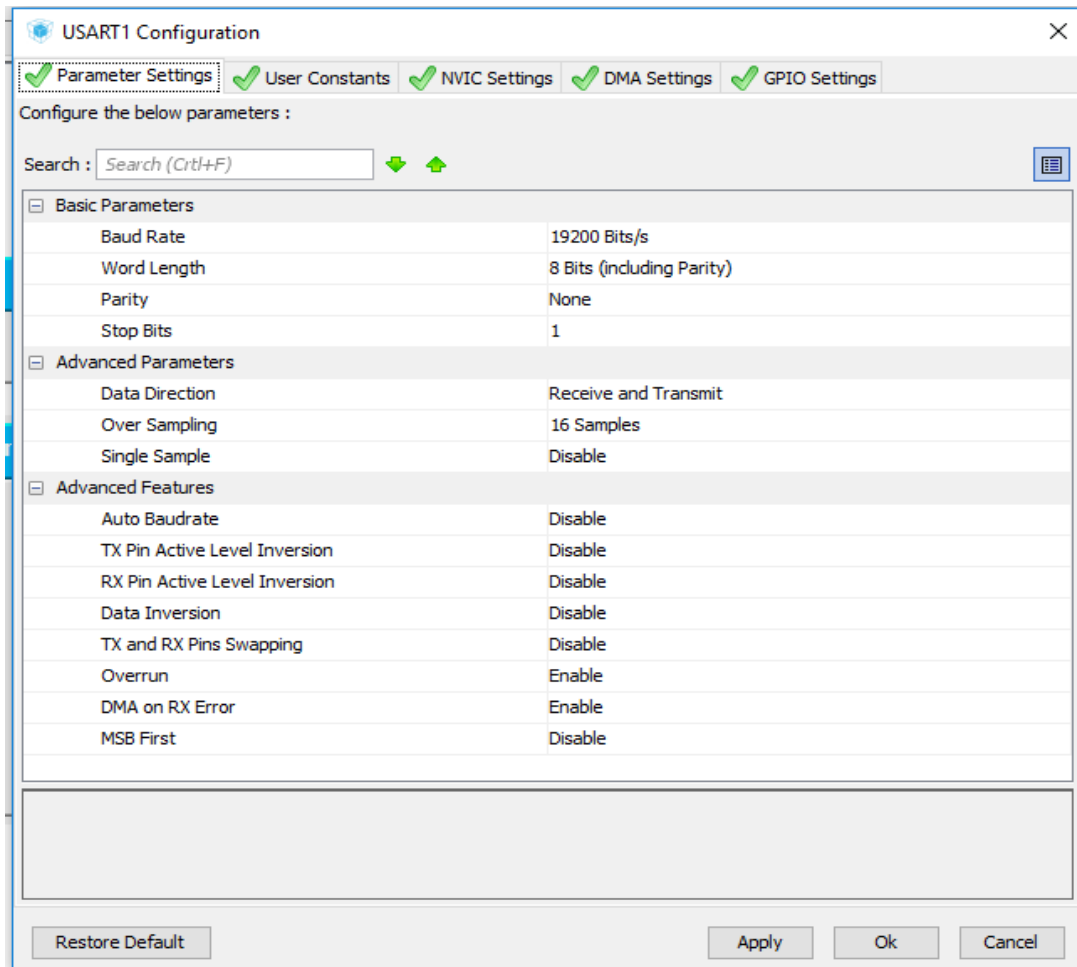 USART1 Configuration
Parameter Settings User Constants NVIC Settings DMA Settings GPIO Settings
Configure the below parameters :
Search : Search (Crtl+F)
Basic Parameters
Baud Rate 19200 Bits/s
Word Length 8 Bits (including Parity)
Parity None
Stop Bits 1
Advanced Parameters
Data Direction Receive and Transmit
Over Sampling 16 Samples
Single Sample Disable
Advanced Features
Auto Baudrate Disable
TX Pin Active Level Inversion Disable
RX Pin Active Level Inversion Disable
Data Inversion Disable
TX and RX Pins Swapping Disable
Overrun Enable
DMA on RX Error Enable
MSB First Disable
Restore Default Apply Ok Cancel